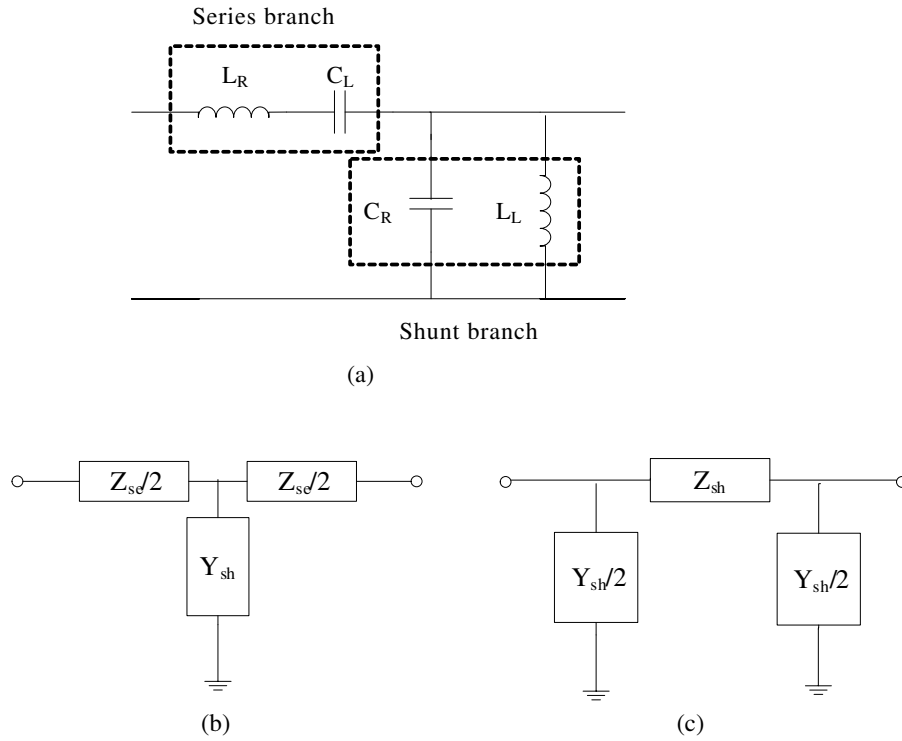 Series branch
L_R C_L
C_R L_L
Shunt branch
(a)
Z_se/2 Z_se/2 Z_sh
Y_sh Y_sh/2 Y_sh/2
(b) (c)